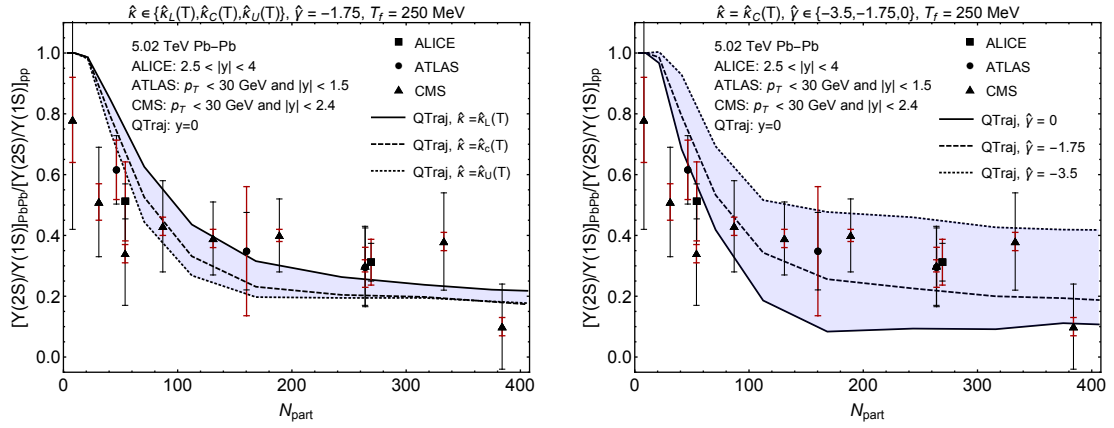 κ̂ ∈ {κ̂_L(T), κ̂_C(T), κ̂_U(T)}, γ̂ = −1.75, T_f = 250 MeV
5.02 TeV Pb−Pb
ALICE: 2.5 < |y| < 4
ATLAS: p_T < 30 GeV and |y| < 1.5
CMS: p_T < 30 GeV and |y| < 2.4
QTraj: y=0
ALICE
ATLAS
CMS
QTraj, κ̂ = κ̂_L(T)
QTraj, κ̂ = κ̂_c(T)
QTraj, κ̂ = κ̂_U(T)
[Υ(2S)/Υ(1S)]_PbPb/[Υ(2S)/Υ(1S)]_pp
1.0
0.8
0.6
0.4
0.2
0.0
0
100
200
300
400
N_part
κ̂ = κ̂_C(T), γ̂ ∈ {−3.5, −1.75, 0}, T_f = 250 MeV
5.02 TeV Pb−Pb
ALICE: 2.5 < |y| < 4
ATLAS: p_T < 30 GeV and |y| < 1.5
CMS: p_T < 30 GeV and |y| < 2.4
QTraj: y=0
ALICE
ATLAS
CMS
QTraj, γ̂ = 0
QTraj, γ̂ = −1.75
QTraj, γ̂ = −3.5
[Υ(2S)/Υ(1S)]_PbPb/[Υ(2S)/Υ(1S)]_pp
1.0
0.8
0.6
0.4
0.2
0.0
0
100
200
300
400
N_part